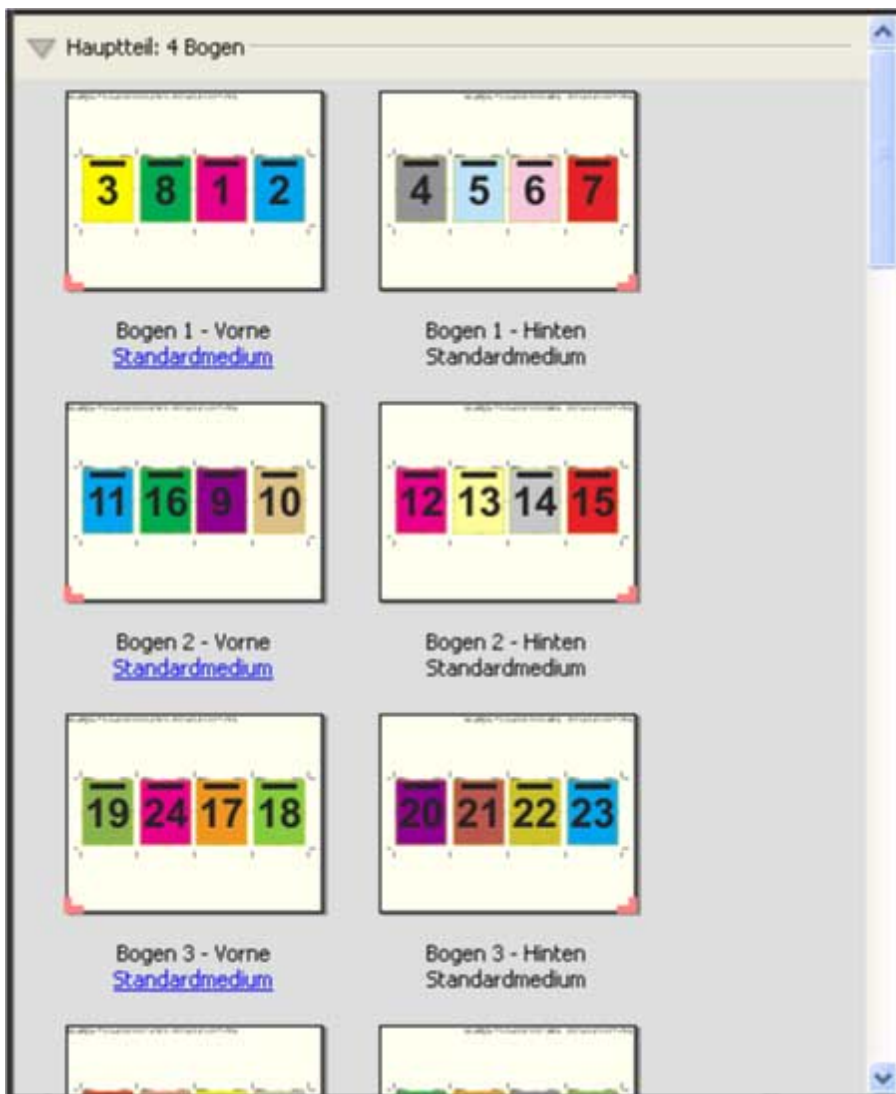 Hauptteil: 4 Bogen
3 8 1 2
4 5 6 7
Bogen 1 - Vorne
Standardmedium
Bogen 1 - Hinten
Standardmedium
11 16 9 10
12 13 14 15
Bogen 2 - Vorne
Standardmedium
Bogen 2 - Hinten
Standardmedium
19 24 17 18
20 21 22 23
Bogen 3 - Vorne
Standardmedium
Bogen 3 - Hinten
Standardmedium